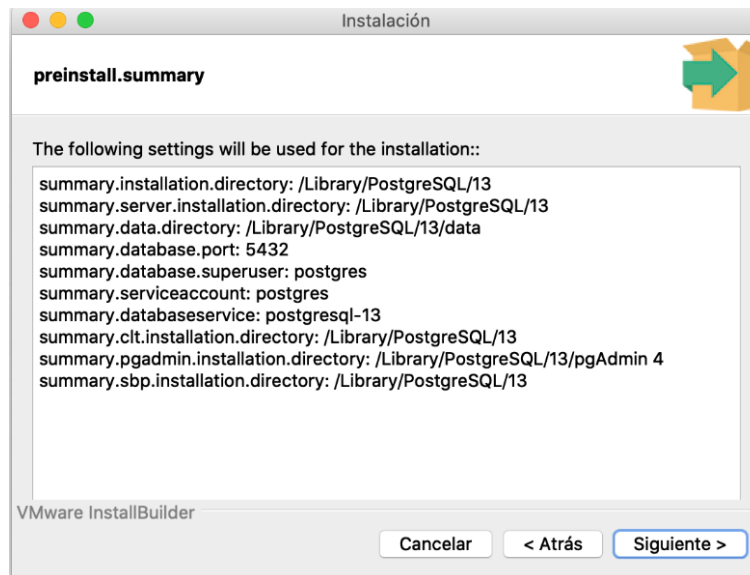 Instalación
preinstall.summary
The following settings will be used for the installation::
summary.installation.directory: /Library/PostgreSQL/13
summary.server.installation.directory: /Library/PostgreSQL/13
summary.data.directory: /Library/PostgreSQL/13/data
summary.database.port: 5432
summary.database.superuser: postgres
summary.serviceaccount: postgres
summary.databaseservice: postgresql-13
summary.clt.installation.directory: /Library/PostgreSQL/13
summary.pgadmin.installation.directory: /Library/PostgreSQL/13/pgAdmin 4
summary.sbp.installation.directory: /Library/PostgreSQL/13
VMware InstallBuilder
Cancelar < Atrás Siguiente >